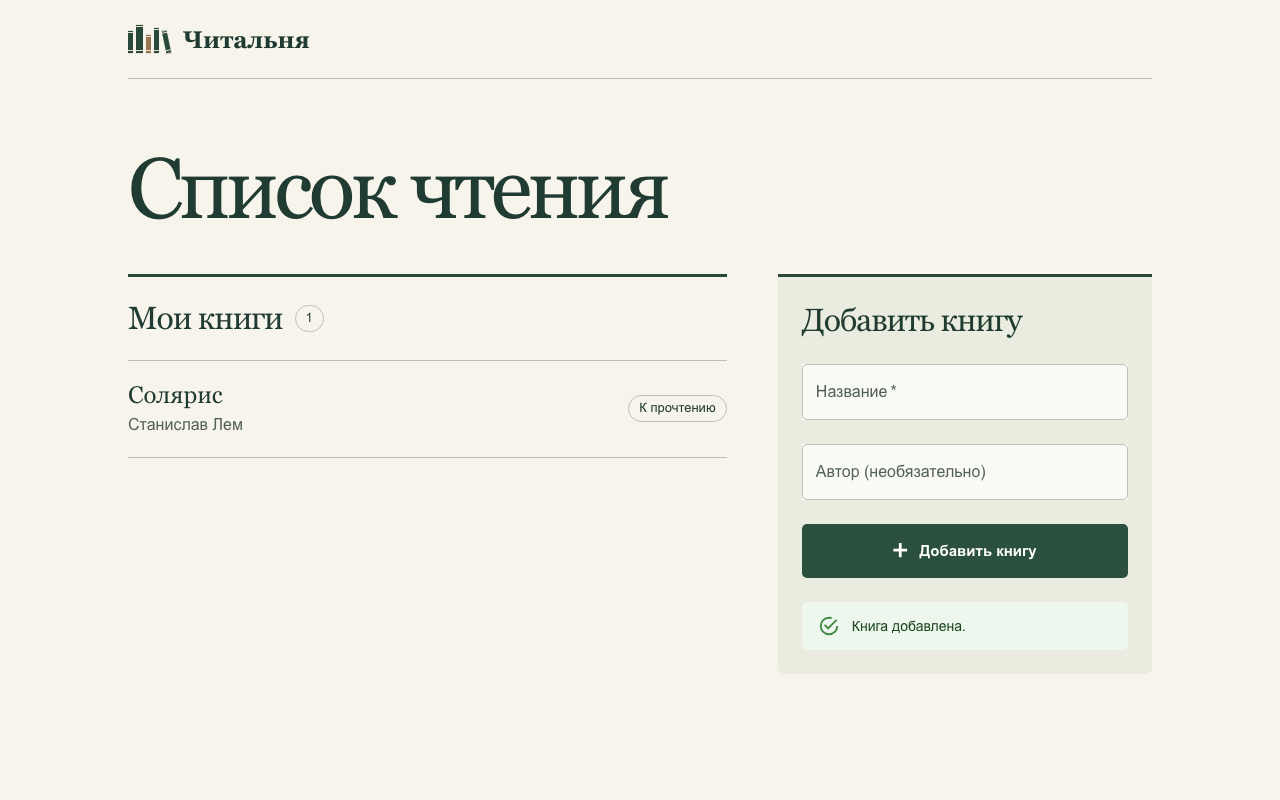 Читальня
Список чтения
Мои книги 1
Солярис
Станислав Лем
К прочтению
Добавить книгу
Название *
Автор (необязательно)
+ Добавить книгу
Книга добавлена.